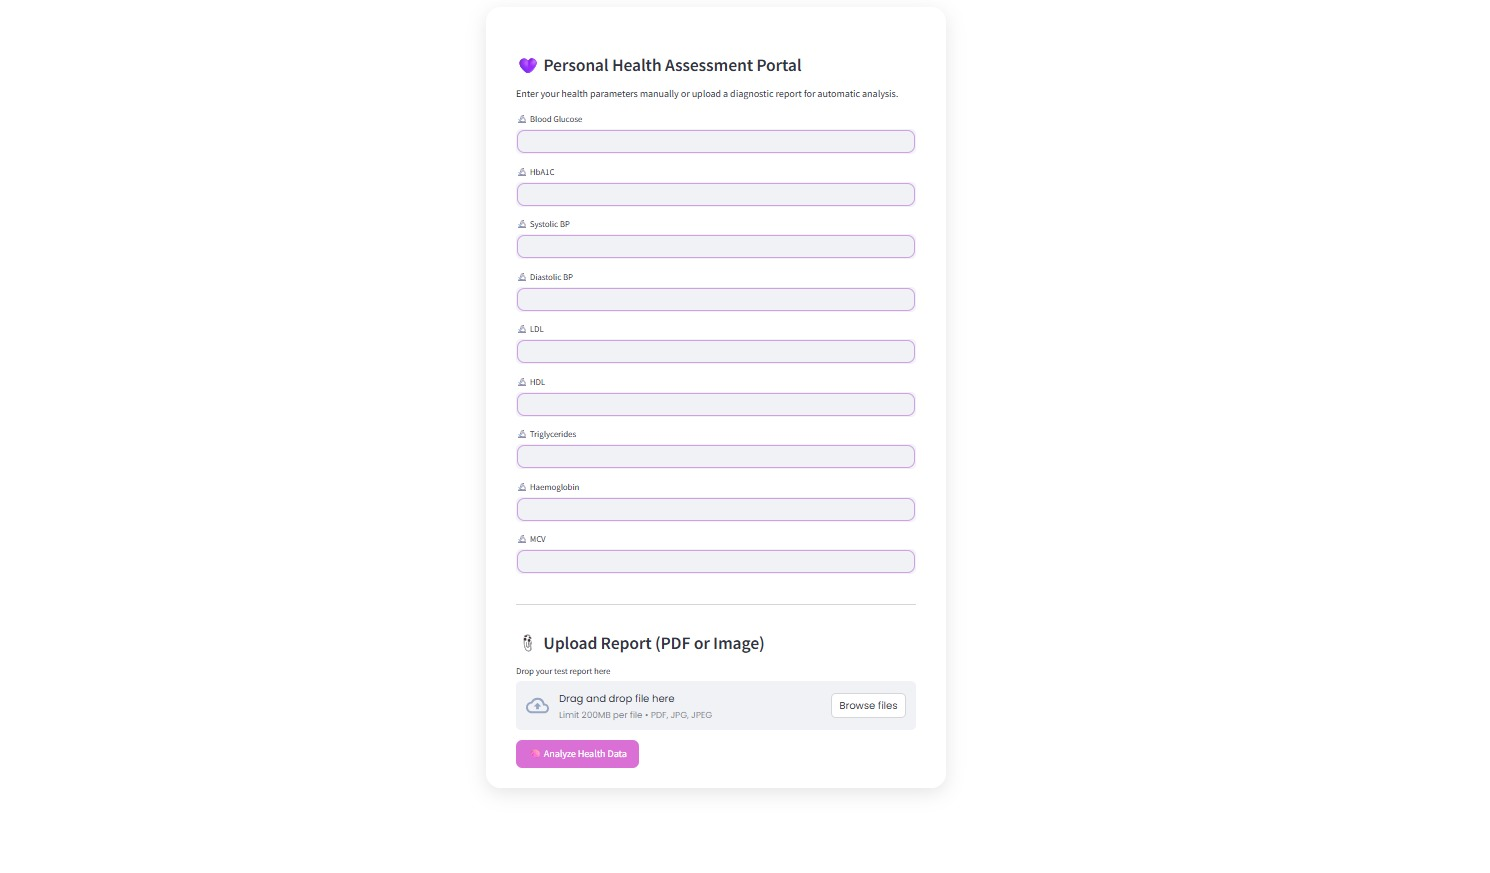 Personal Health Assessment Portal
Enter your health parameters manually or upload a diagnostic report for automatic analysis.
Blood Glucose
HbA1C
Systolic BP
Diastolic BP
LDL
HDL
Triglycerides
Haemoglobin
MCV
Upload Report (PDF or Image)
Drop your test report here
Drag and drop file here
Limit 200MB per file • PDF, JPG, JPEG
Browse files
Analyze Health Data